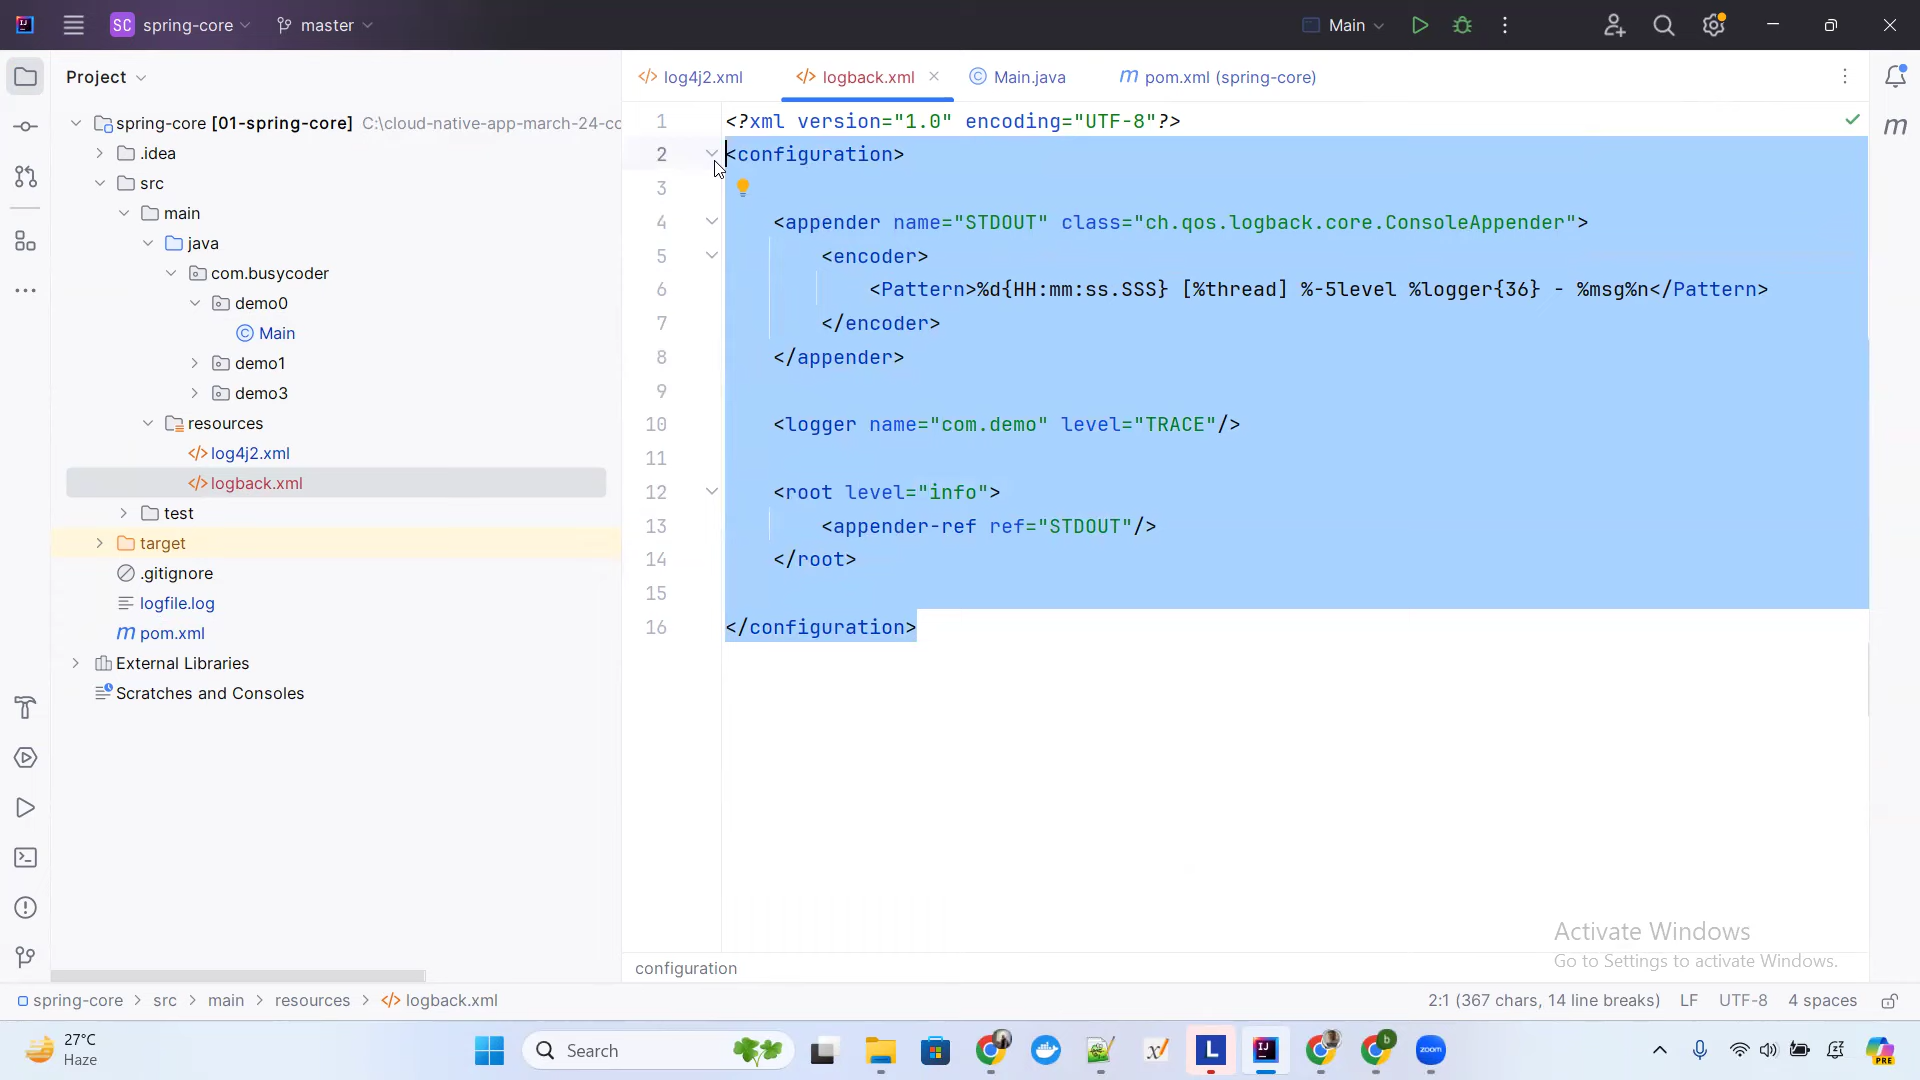 SC spring-core master Main
Project
log4j2.xml logback.xml Main.java pom.xml (spring-core)
spring-core [01-spring-core] C:\cloud-native-app-march-24-co
.idea
src
main
java
com.busycoder
demo0
Main
demo1
demo3
resources
log4j2.xml
logback.xml
test
target
.gitignore
logfile.log
pom.xml
External Libraries
Scratches and Consoles
1 <?xml version="1.0" encoding="UTF-8"?>
2 <configuration>
3
4 <appender name="STDOUT" class="ch.qos.logback.core.ConsoleAppender">
5 <encoder>
6 <Pattern>%d{HH:mm:ss.SSS} [%thread] %-5level %logger{36} - %msg%n</Pattern>
7 </encoder>
8 </appender>
9
10 <logger name="com.demo" level="TRACE"/>
11
12 <root level="info">
13 <appender-ref ref="STDOUT"/>
14 </root>
15
16 </configuration>
Activate Windows
Go to Settings to activate Windows.
configuration
spring-core > src > main > resources > logback.xml 2:1 (367 chars, 14 line breaks) LF UTF-8 4 spaces
27°C
Haze
Search
L
zoom
PRE